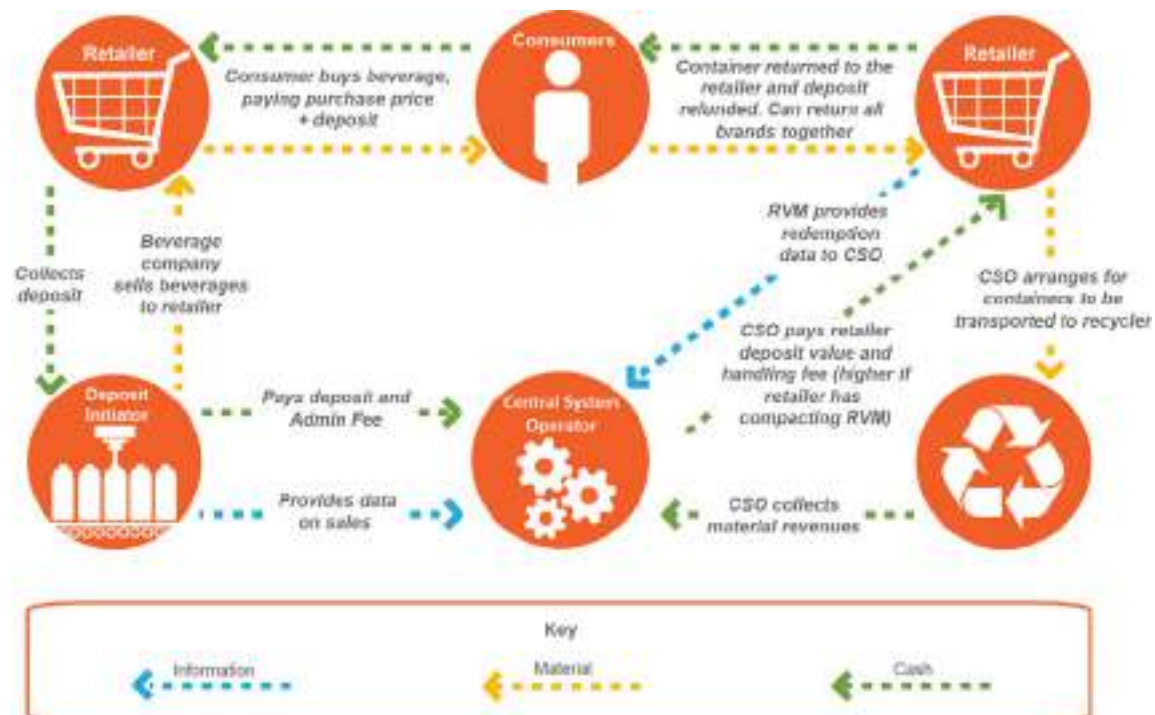 Retailer
Consumers
Retailer
Consumer buys beverage,
paying purchase price
+ deposit
Container returned to the
retailer and deposit
refunded. Can return all
brands together
Collects
deposit
Beverage
company
sells beverages
to retailer
RVM provides
redemption
data to CSO
CSO arranges for
containers to be
transported to recycler
CSO pays retailer
deposit value and
handling fee (higher if
retailer has
compacting RVM)
Deposit
Initiator
Pays deposit and
Admin Fee
Central System
Operator
Provides data
on sales
CSO collects
material revenues
Key
Information
Material
Cash